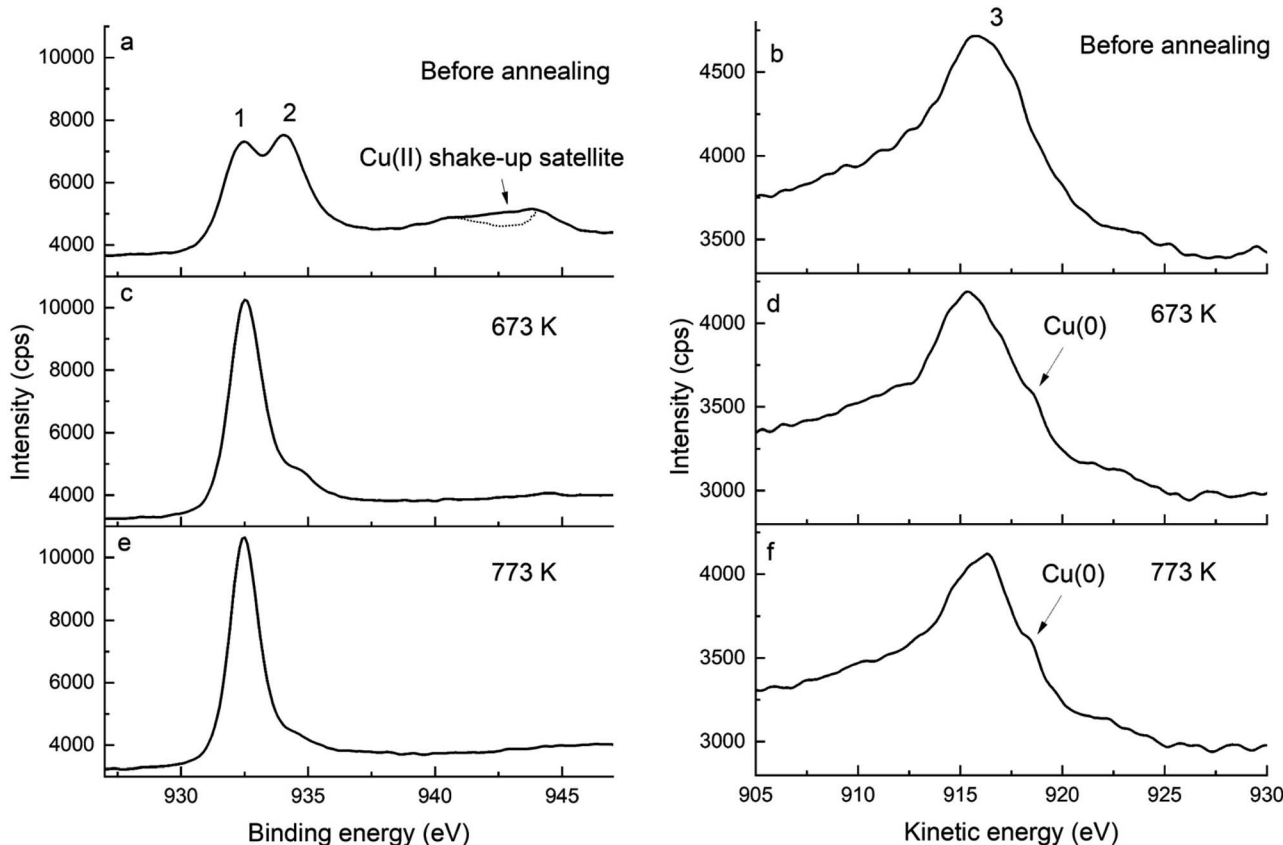 a
1
2
Before annealing
Cu(II) shake-up satellite
10000
8000
6000
4000
b
3
Before annealing
4500
4000
3500
c
673 K
10000
8000
6000
4000
d
673 K
Cu(0)
4000
3500
3000
e
773 K
10000
8000
6000
4000
f
773 K
Cu(0)
4000
3500
3000
Intensity (cps)
Intensity (cps)
930
935
940
945
Binding energy (eV)
905
910
915
920
925
930
Kinetic energy (eV)